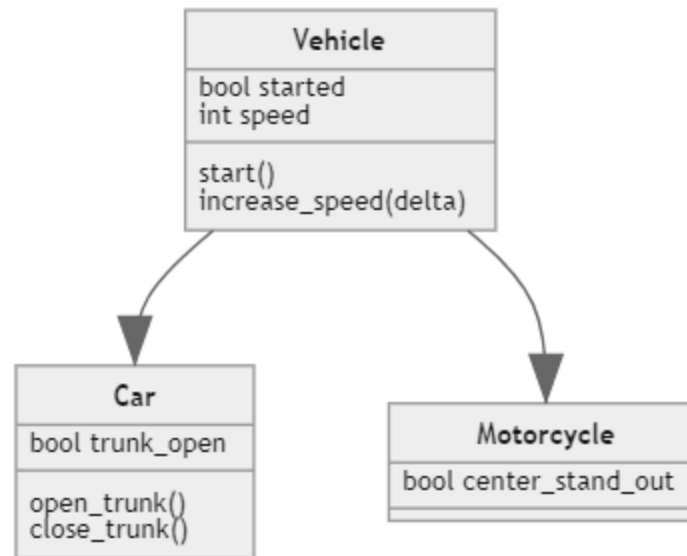 Vehicle
bool started
int speed
start()
increase_speed(delta)
Car
bool trunk_open
open_trunk()
close_trunk()
Motorcycle
bool center_stand_out